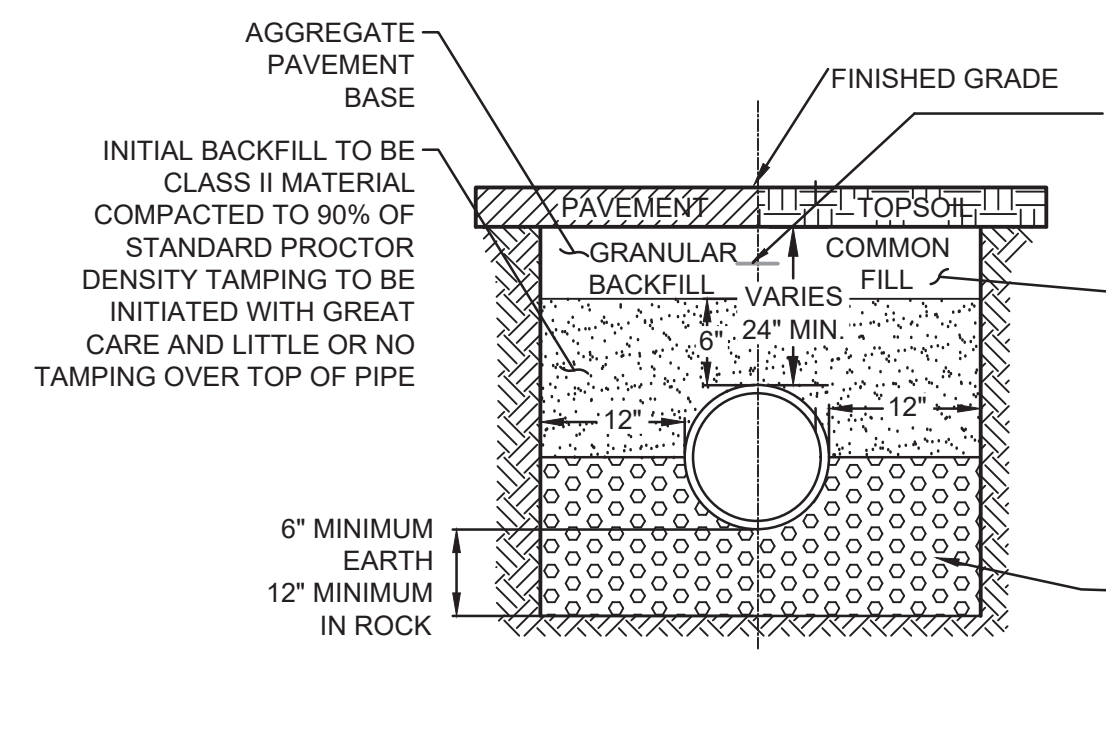 AGGREGATE
PAVEMENT
BASE
FINISHED GRADE
INITIAL BACKFILL TO BE
CLASS II MATERIAL
COMPACTED TO 90% OF
STANDARD PROCTOR
DENSITY TAMPING TO BE
INITIATED WITH GREAT
CARE AND LITTLE OR NO
TAMPING OVER TOP OF PIPE
PAVEMENT
TOPSOIL
GRANULAR
BACKFILL
COMMON
FILL
VARIES
24" MIN.
6"
12"
12"
6" MINIMUM
EARTH
12" MINIMUM
IN ROCK